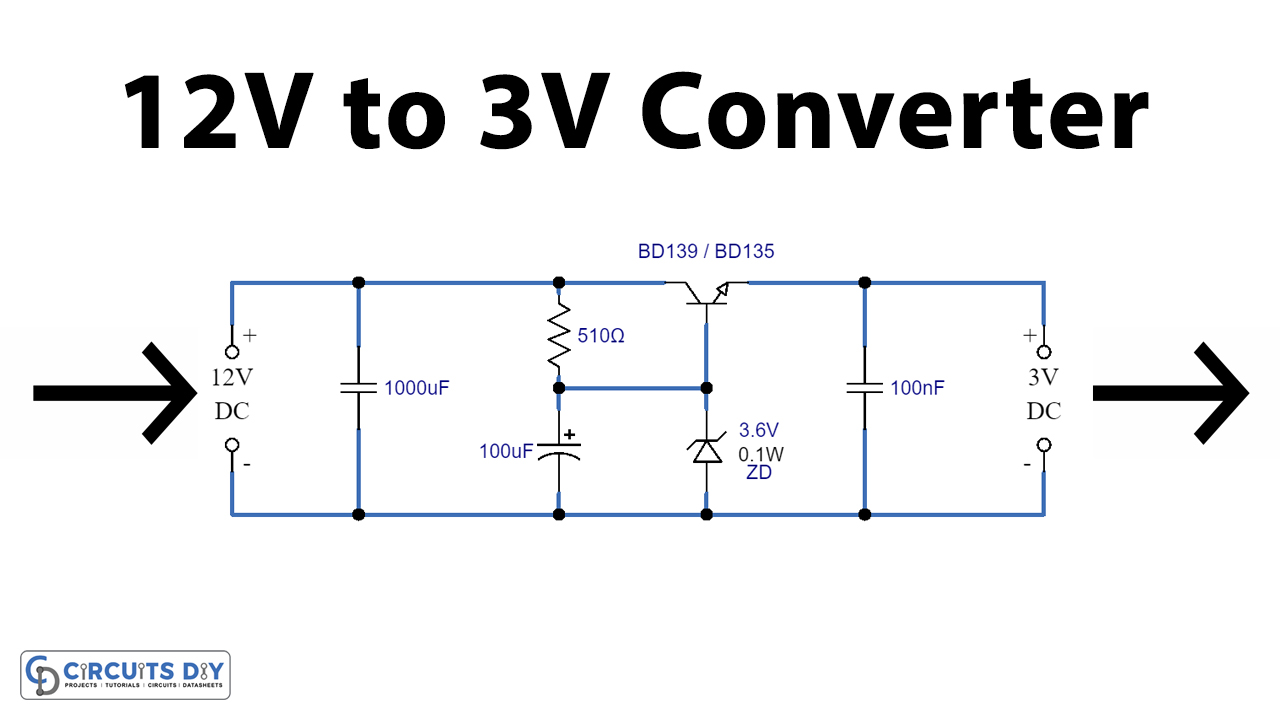 12V to 3V Converter
BD139 / BD135
510Ω
+
12V
DC
-
1000uF
100uF
+
3.6V
0.1W
ZD
100nF
+
3V
DC
-
CD CiRCUiTS DiY
PROJECTS | TUTORIALS | CIRCUITS | DATASHEETS